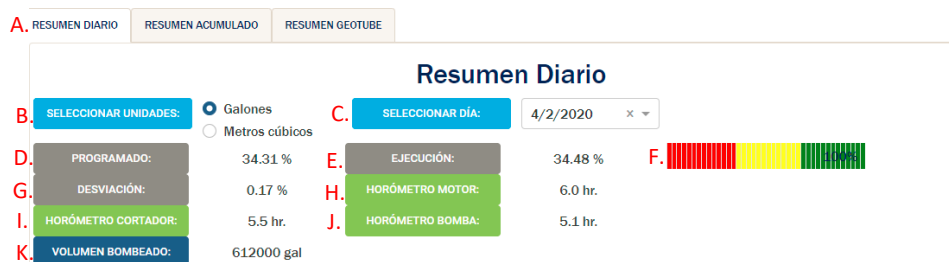 A. RESUMEN DIARIO RESUMEN ACUMULADO RESUMEN GEOTUBE
Resumen Diario
B. SELECCIONAR UNIDADES: Galones C. SELECCIONAR DÍA: 4/2/2020 × 
Metros cúbicos
D. PROGRAMADO: 34.31 % E. EJECUCIÓN: 34.48 % F. 100%
G. DESVIACIÓN: 0.17 % H. HORÓMETRO MOTOR: 6.0 hr.
I. HORÓMETRO CORTADOR: 5.5 hr. J. HORÓMETRO BOMBA: 5.1 hr.
K. VOLUMEN BOMBEADO: 612000 gal